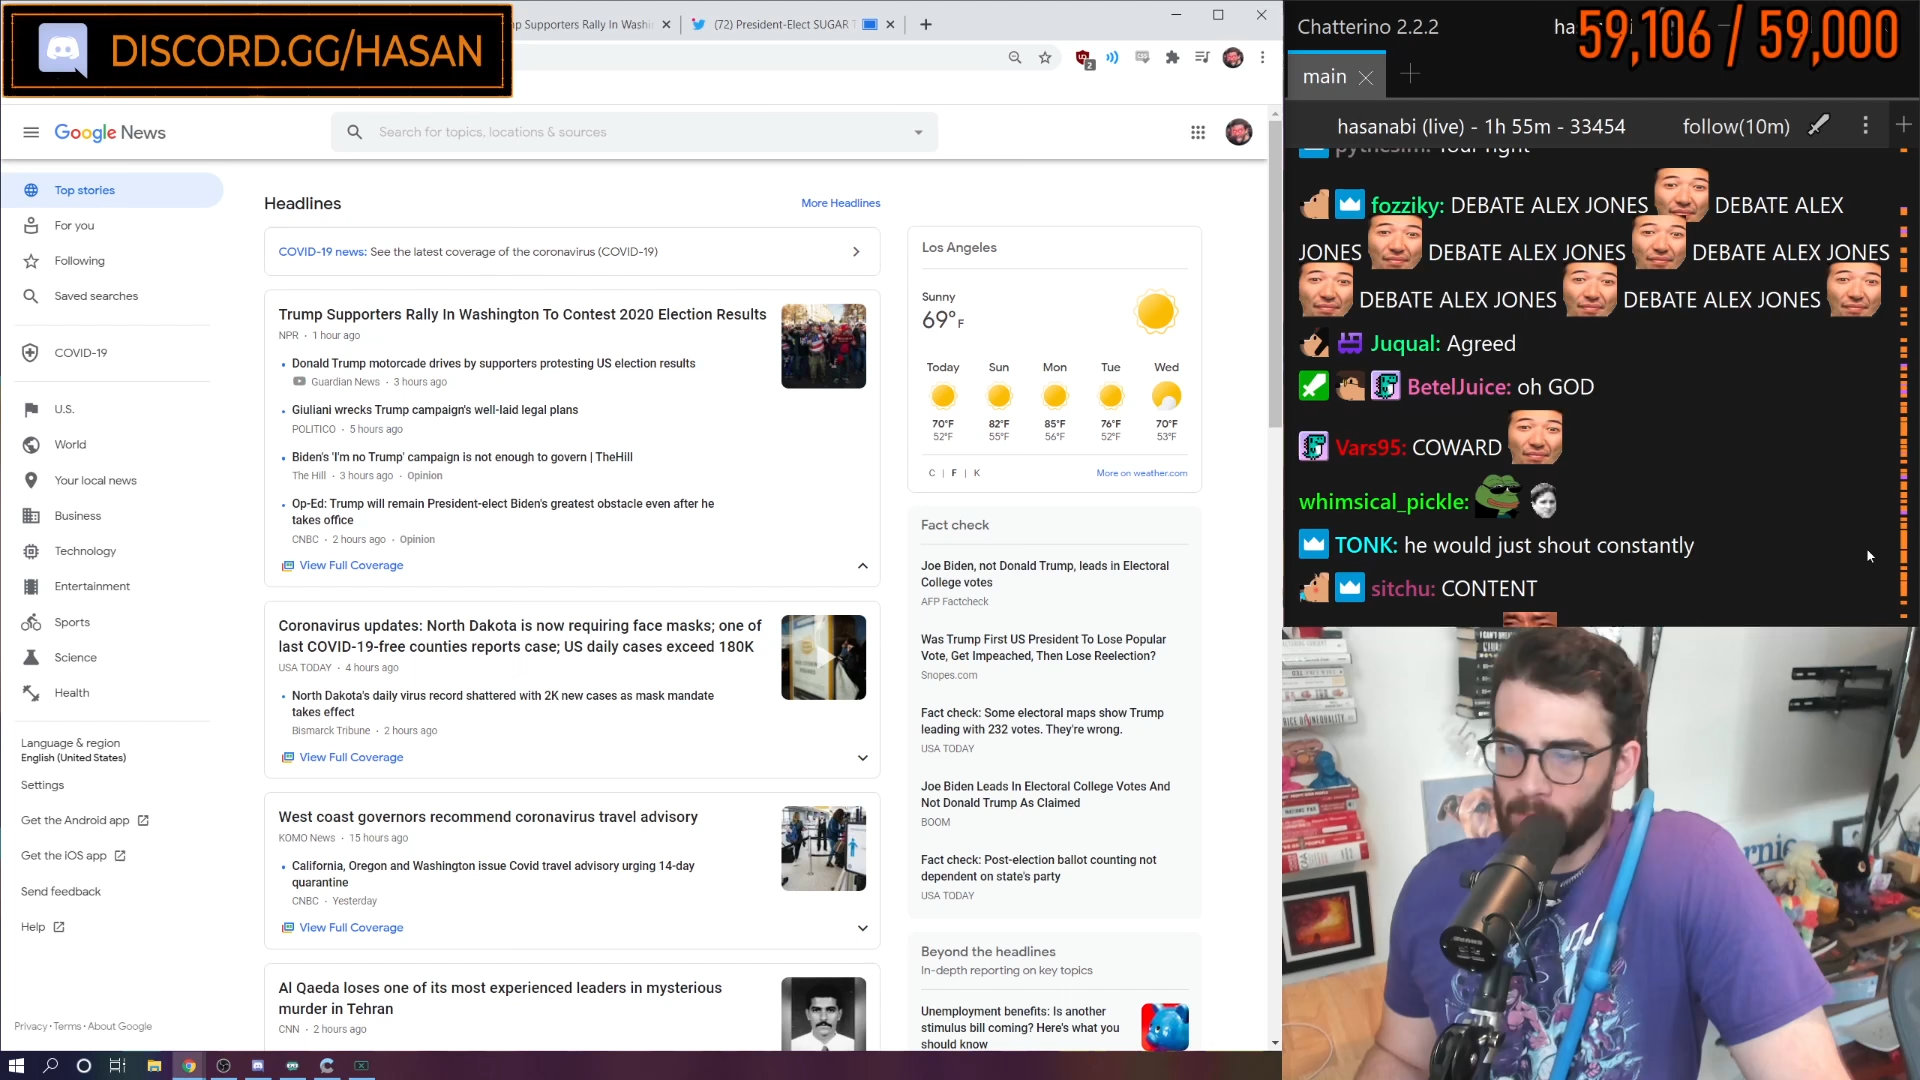 DISCORD.GG/HASAN
mp Supporters Rally In Washi
(72) President-Elect SUGAR T
2
Google News
Search for topics, locations & sources
Top stories
For you
Following
Saved searches
COVID-19
U.S.
World
Your local news
Business
Technology
Entertainment
Sports
Science
Health
Language & region
English (United States)
Settings
Get the Android app
Get the iOS app
Send feedback
Help
Privacy · Terms · About Google
Headlines
More Headlines
COVID-19 news: See the latest coverage of the coronavirus (COVID-19)
Trump Supporters Rally In Washington To Contest 2020 Election Results
NPR · 1 hour ago
Donald Trump motorcade drives by supporters protesting US election results
Guardian News · 3 hours ago
Giuliani wrecks Trump campaign's well-laid legal plans
POLITICO · 5 hours ago
Biden's 'I'm no Trump' campaign is not enough to govern | TheHill
The Hill · 3 hours ago · Opinion
Op-Ed: Trump will remain President-elect Biden's greatest obstacle even after he
takes office
CNBC · 2 hours ago · Opinion
View Full Coverage
Coronavirus updates: North Dakota is now requiring face masks; one of
last COVID-19-free counties reports case; US daily cases exceed 180K
USA TODAY · 4 hours ago
North Dakota's daily virus record shattered with 2K new cases as mask mandate
takes effect
Bismarck Tribune · 2 hours ago
View Full Coverage
West coast governors recommend coronavirus travel advisory
KOMO News · 15 hours ago
California, Oregon and Washington issue Covid travel advisory urging 14-day
quarantine
CNBC · Yesterday
View Full Coverage
Al Qaeda loses one of its most experienced leaders in mysterious
murder in Tehran
CNN · 2 hours ago
Los Angeles
Sunny
69°F
Today Sun Mon Tue Wed
70°F 82°F 85°F 76°F 70°F
52°F 55°F 56°F 52°F 53°F
C | F | K
More on weather.com
Fact check
Joe Biden, not Donald Trump, leads in Electoral
College votes
AFP Factcheck
Was Trump First US President To Lose Popular
Vote, Get Impeached, Then Lose Reelection?
Snopes.com
Fact check: Some electoral maps show Trump
leading with 232 votes. They're wrong.
USA TODAY
Joe Biden Leads In Electoral College Votes And
Not Donald Trump As Claimed
BOOM
Fact check: Post-election ballot counting not
dependent on state's party
USA TODAY
Beyond the headlines
In-depth reporting on key topics
Unemployment benefits: Is another
stimulus bill coming? Here's what you
should know
Chatterino 2.2.2
ha
59,106 / 59,000
main
hasanabi (live) - 1h 55m - 33454
follow(10m)
fozziky: DEBATE ALEX JONES DEBATE ALEX
JONES DEBATE ALEX JONES DEBATE ALEX JONES
DEBATE ALEX JONES DEBATE ALEX JONES
Juqual: Agreed
BetelJuice: oh GOD
Vars95: COWARD
whimsical_pickle:
TONK: he would just shout constantly
sitchu: CONTENT